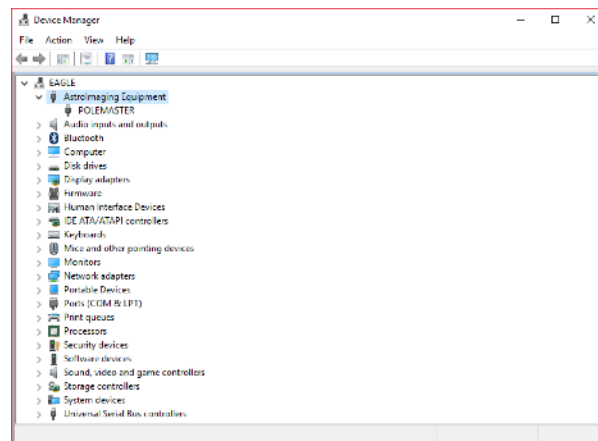 Device Manager
File Action View Help
EAGLE
AstroImaging Equipment
POLEMASTER
Audio inputs and outputs
Bluetooth
Computer
Disk drives
Display adapters
Firmware
Human Interface Devices
IDE ATA/ATAPI controllers
Keyboards
Mice and other pointing devices
Monitors
Network adapters
Portable Devices
Ports (COM & LPT)
Print queues
Processors
Security devices
Software devices
Sound, video and game controllers
Storage controllers
System devices
Universal Serial Bus controllers